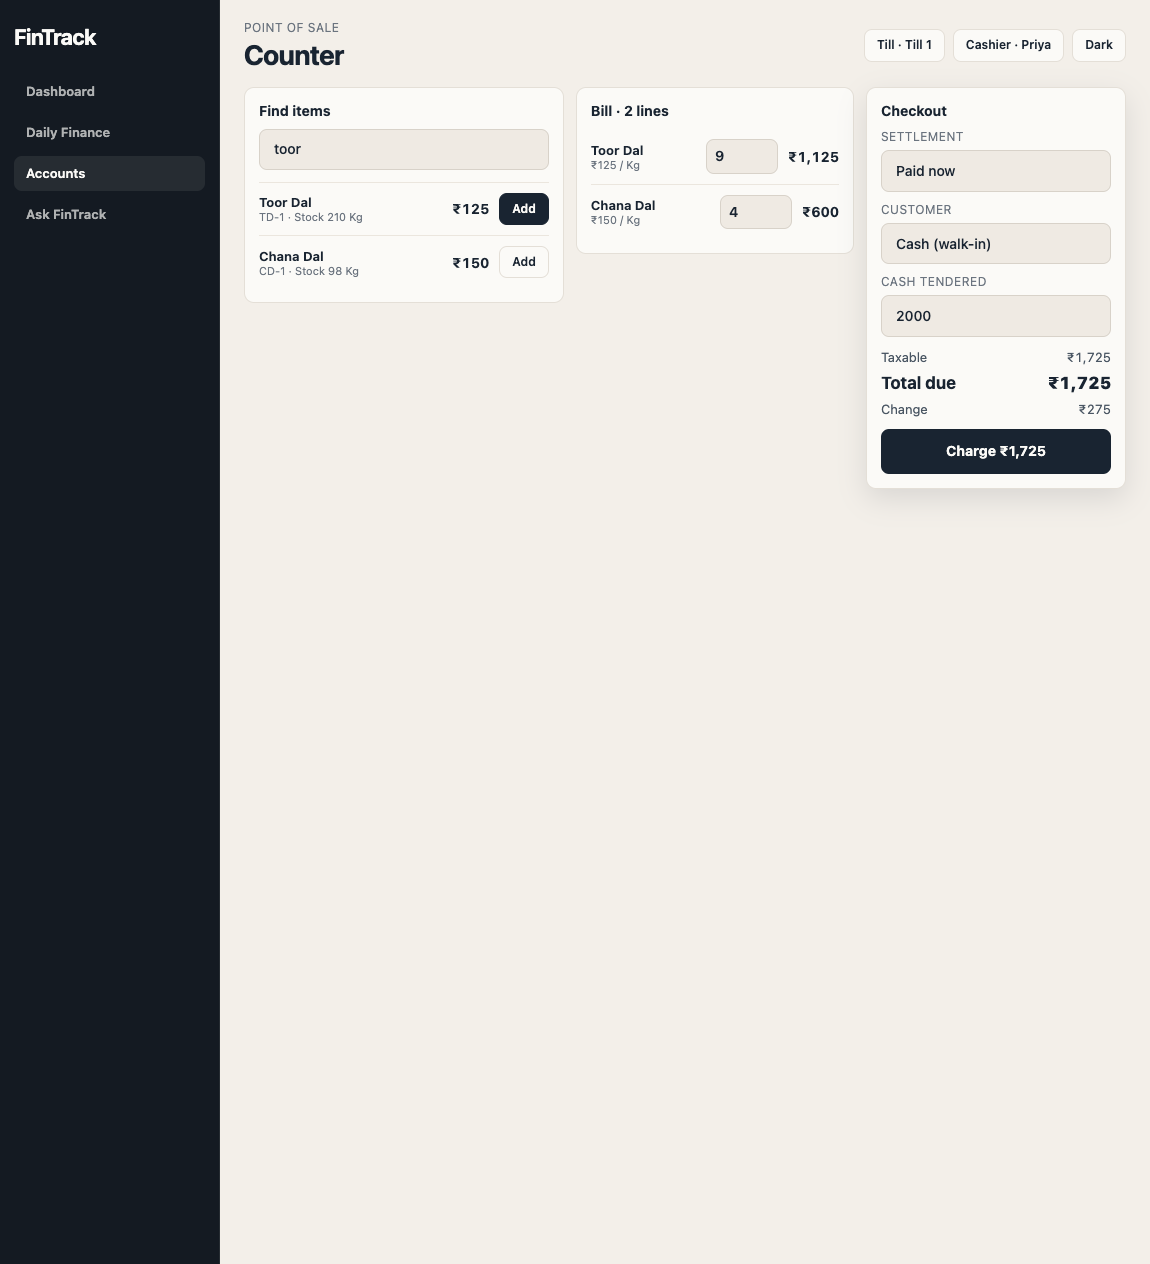 FinTrack
Dashboard
Daily Finance
Accounts
Ask FinTrack
POINT OF SALE
Counter
Till · Till 1
Cashier · Priya
Dark
Find items
toor
Toor Dal
TD-1 · Stock 210 Kg
₹125
Add
Chana Dal
CD-1 · Stock 98 Kg
₹150
Add
Bill · 2 lines
Toor Dal
₹125 / Kg
9
₹1,125
Chana Dal
₹150 / Kg
4
₹600
Checkout
SETTLEMENT
Paid now
CUSTOMER
Cash (walk-in)
CASH TENDERED
2000
Taxable ₹1,725
Total due ₹1,725
Change ₹275
Charge ₹1,725